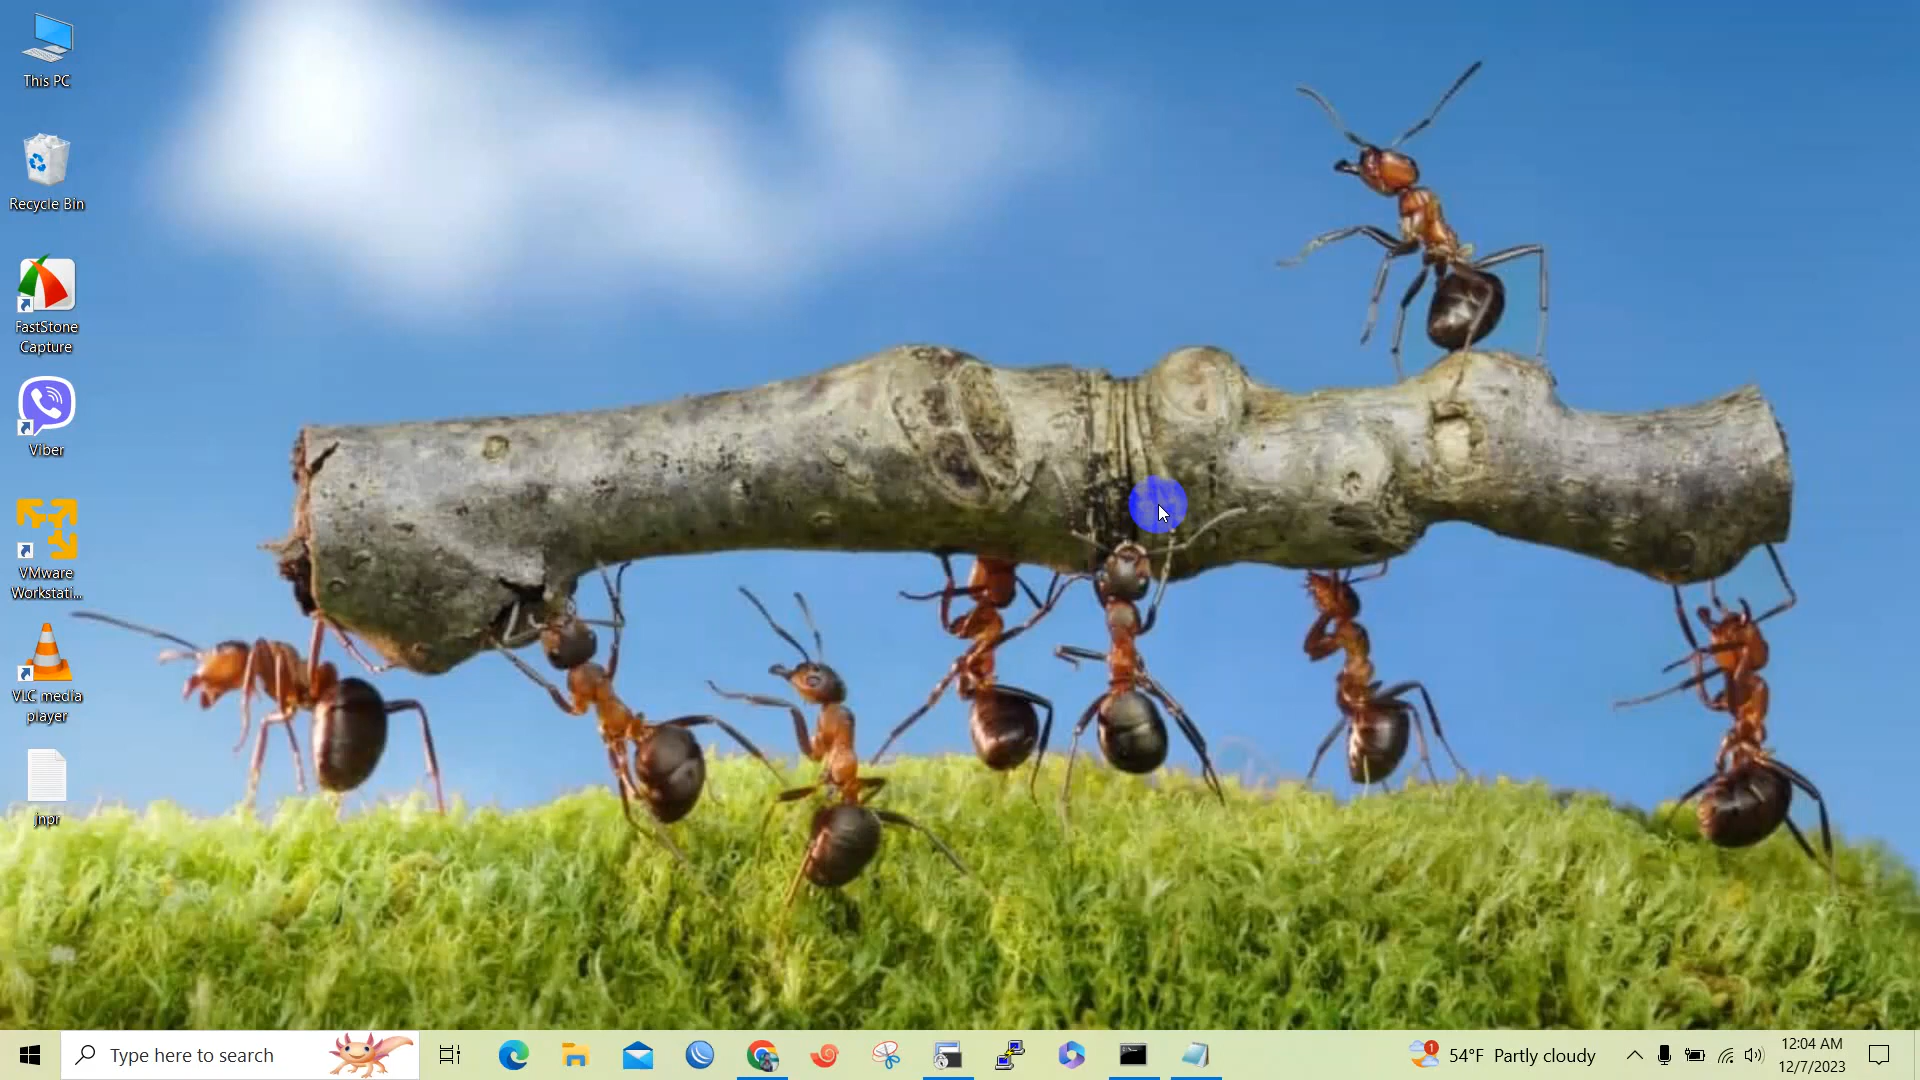 This PC
Recycle Bin
FastStone
Capture
Viber
VMware
Workstati...
VLC media
player
jnpr
Type here to search
1
54°F Partly cloudy
12:04 AM
12/7/2023